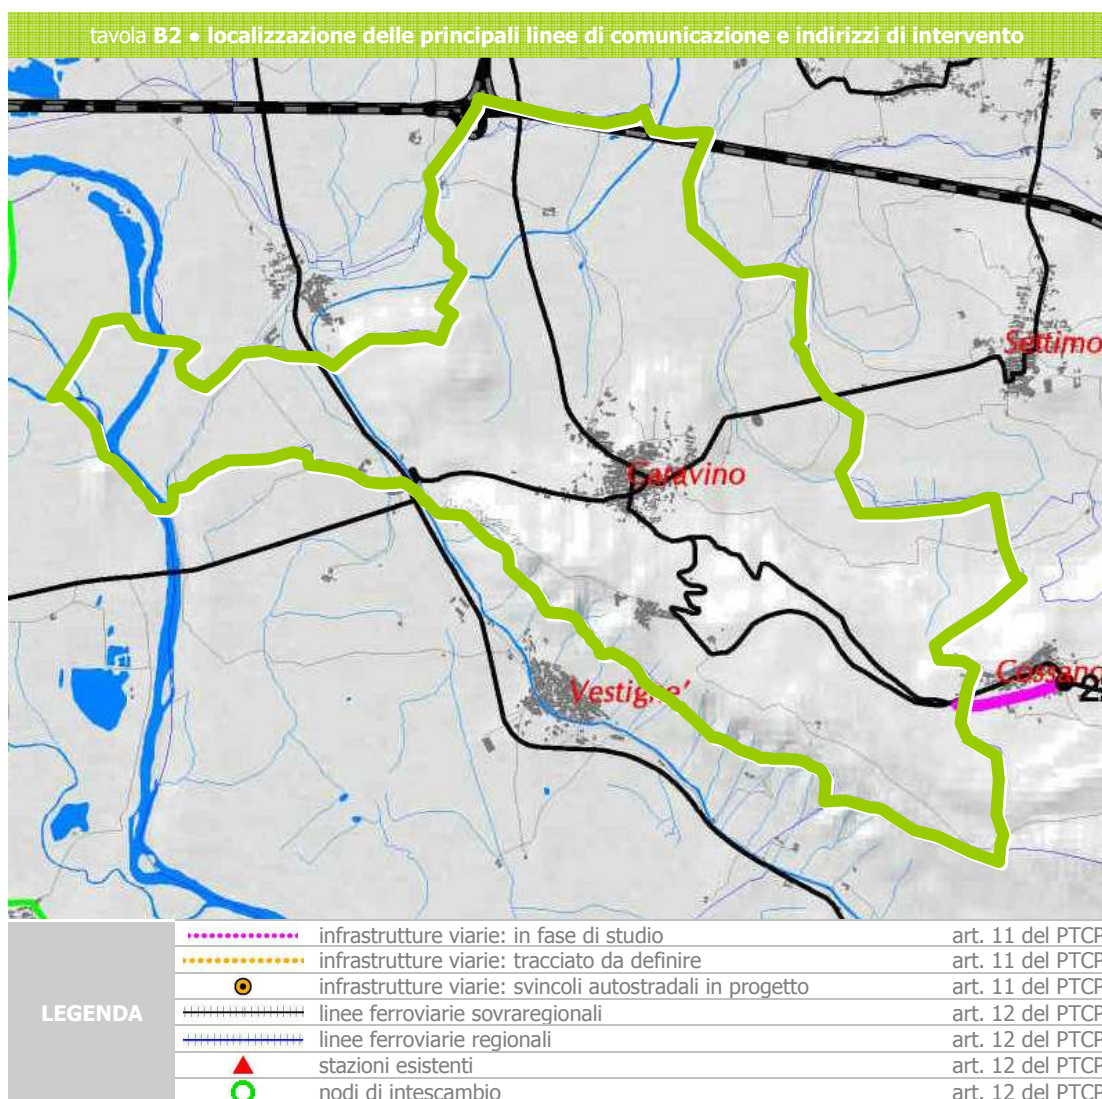 tavola B2 • localizzazione delle principali linee di comunicazione e indirizzi di intervento
Settimo
Caravino
Cossano
Vestigne'
LEGENDA
infrastrutture viarie: in fase di studio art. 11 del PTCP
infrastrutture viarie: tracciato da definire art. 11 del PTCP
infrastrutture viarie: svincoli autostradali in progetto art. 11 del PTCP
linee ferroviarie sovraregionali art. 12 del PTCP
linee ferroviarie regionali art. 12 del PTCP
stazioni esistenti art. 12 del PTCP
nodi di intescambio art. 12 del PTCP